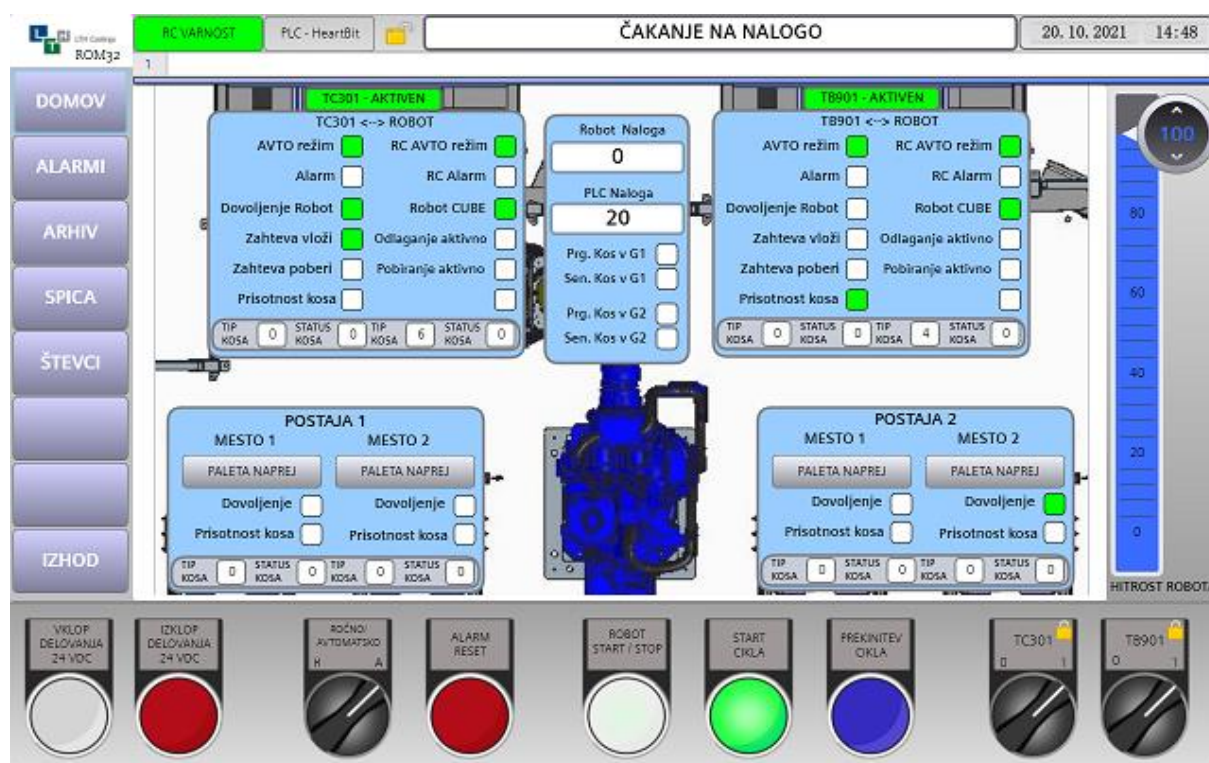 L T H LTH Castings
ROM32
RC VARNOST
PLC - HeartBit
ČAKANJE NA NALOGO
20. 10. 2021 14:48
1
DOMOV
ALARMI
ARHIV
SPICA
ŠTEVCI
IZHOD
TC301 - AKTIVEN
TC301 <--> ROBOT
AVTO režim RC AVTO režim
Alarm RC Alarm
Dovoljenje Robot Robot CUBE
Zahteva vloži Odlaganje aktivno
Zahteva poberi Pobiranje aktivno
Prisotnost kosa
TIP KOSA 0 STATUS KOSA 0 TIP KOSA 6 STATUS KOSA 0
Robot Naloga
0
PLC Naloga
20
Prg. Kos v G1
Sen. Kos v G1
Prg. Kos v G2
Sen. Kos v G2
TB901 - AKTIVEN
TB901 <--> ROBOT
AVTO režim RC AVTO režim
Alarm RC Alarm
Dovoljenje Robot Robot CUBE
Zahteva vloži Odlaganje aktivno
Zahteva poberi Pobiranje aktivno
Prisotnost kosa
TIP KOSA 0 STATUS KOSA 0 TIP KOSA 4 STATUS KOSA 0
100
80
60
40
20
0
HITROST ROBOTA
POSTAJA 1
MESTO 1 MESTO 2
PALETA NAPREJ PALETA NAPREJ
Dovoljenje Dovoljenje
Prisotnost kosa Prisotnost kosa
TIP KOSA 0 STATUS KOSA 0 TIP KOSA 0 STATUS KOSA 0
POSTAJA 2
MESTO 1 MESTO 2
PALETA NAPREJ PALETA NAPREJ
Dovoljenje Dovoljenje
Prisotnost kosa Prisotnost kosa
TIP KOSA 0 STATUS KOSA 0 TIP KOSA 0 STATUS KOSA 0
VKLOP
DELOVANJA
24 VDC
IZKLOP
DELOVANJA
24 VDC
ROČNO/
AVTOMATSKO
R A
ALARM
RESET
ROBOT
START / STOP
START
CIKLA
PREKINITEV
CIKLA
TC301
0 1
TB901
0 1